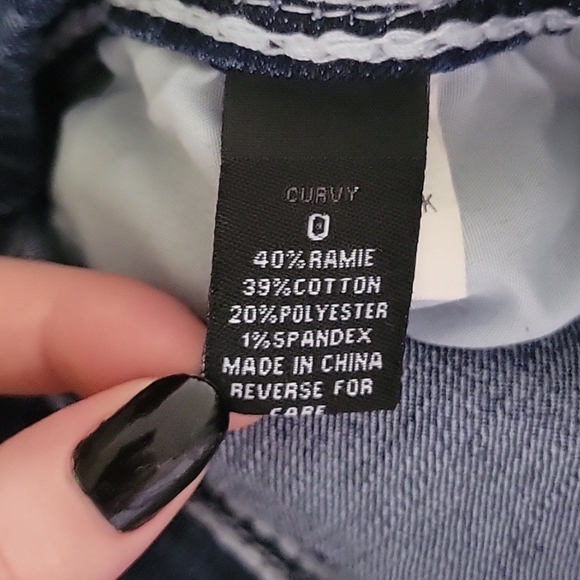 CURVY
0
40% RAMIE
39% COTTON
20% POLYESTER
1% SPANDEX
MADE IN CHINA
REVERSE FOR
CARE
K